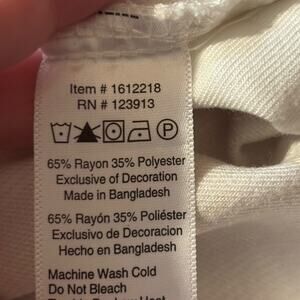 Item # 1612218
RN # 123913
65% Rayon 35% Polyester
Exclusive of Decoration
Made in Bangladesh
65% Rayón 35% Poliéster
Exclusivo de Decoracion
Hecho en Bangladesh
Machine Wash Cold
Do Not Bleach